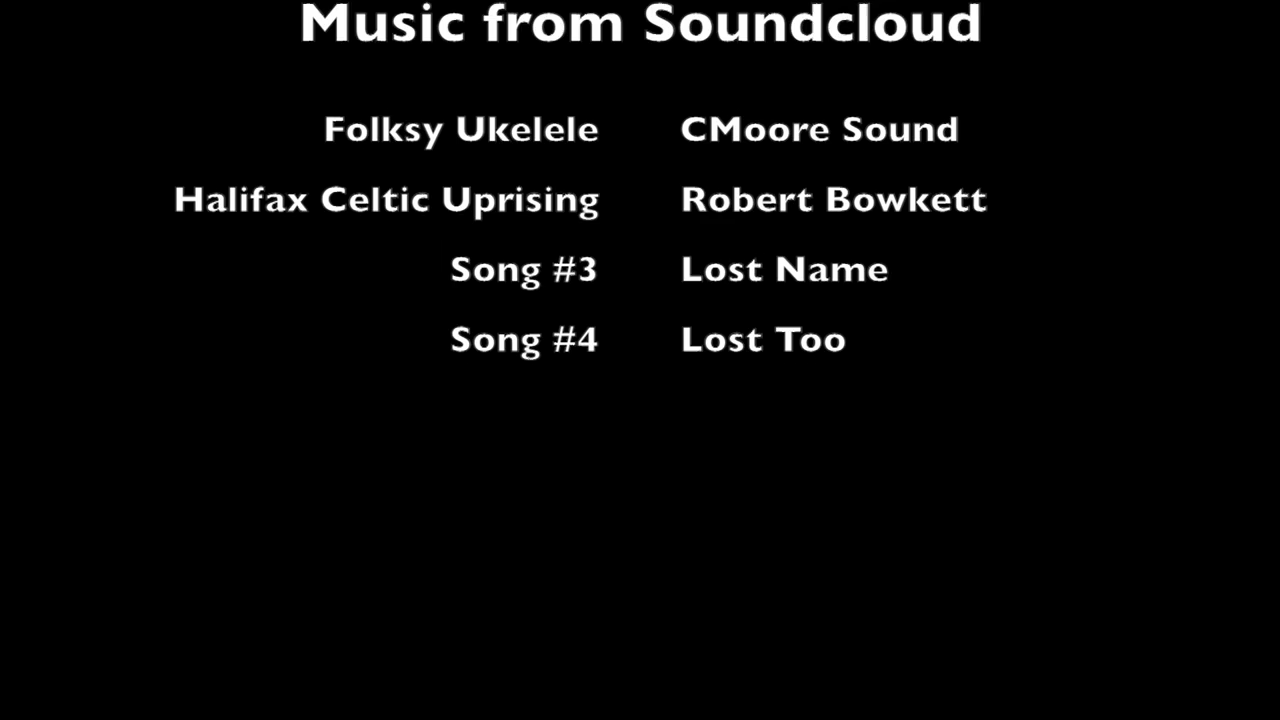 Music from Soundcloud
Folksy Ukelele CMoore Sound
Halifax Celtic Uprising Robert Bowkett
Song #3 Lost Name
Song #4 Lost Too